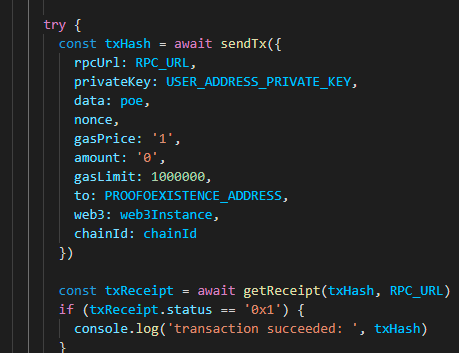 try {
const txHash = await sendTx({
rpcUrl: RPC_URL,
privateKey: USER_ADDRESS_PRIVATE_KEY,
data: poe,
nonce,
gasPrice: '1',
amount: '0',
gasLimit: 1000000,
to: PROOFOEXISTENCE_ADDRESS,
web3: web3Instance,
chainId: chainId
})
const txReceipt = await getReceipt(txHash, RPC_URL)
if (txReceipt.status == '0x1') {
console.log('transaction succeeded: ', txHash)
}